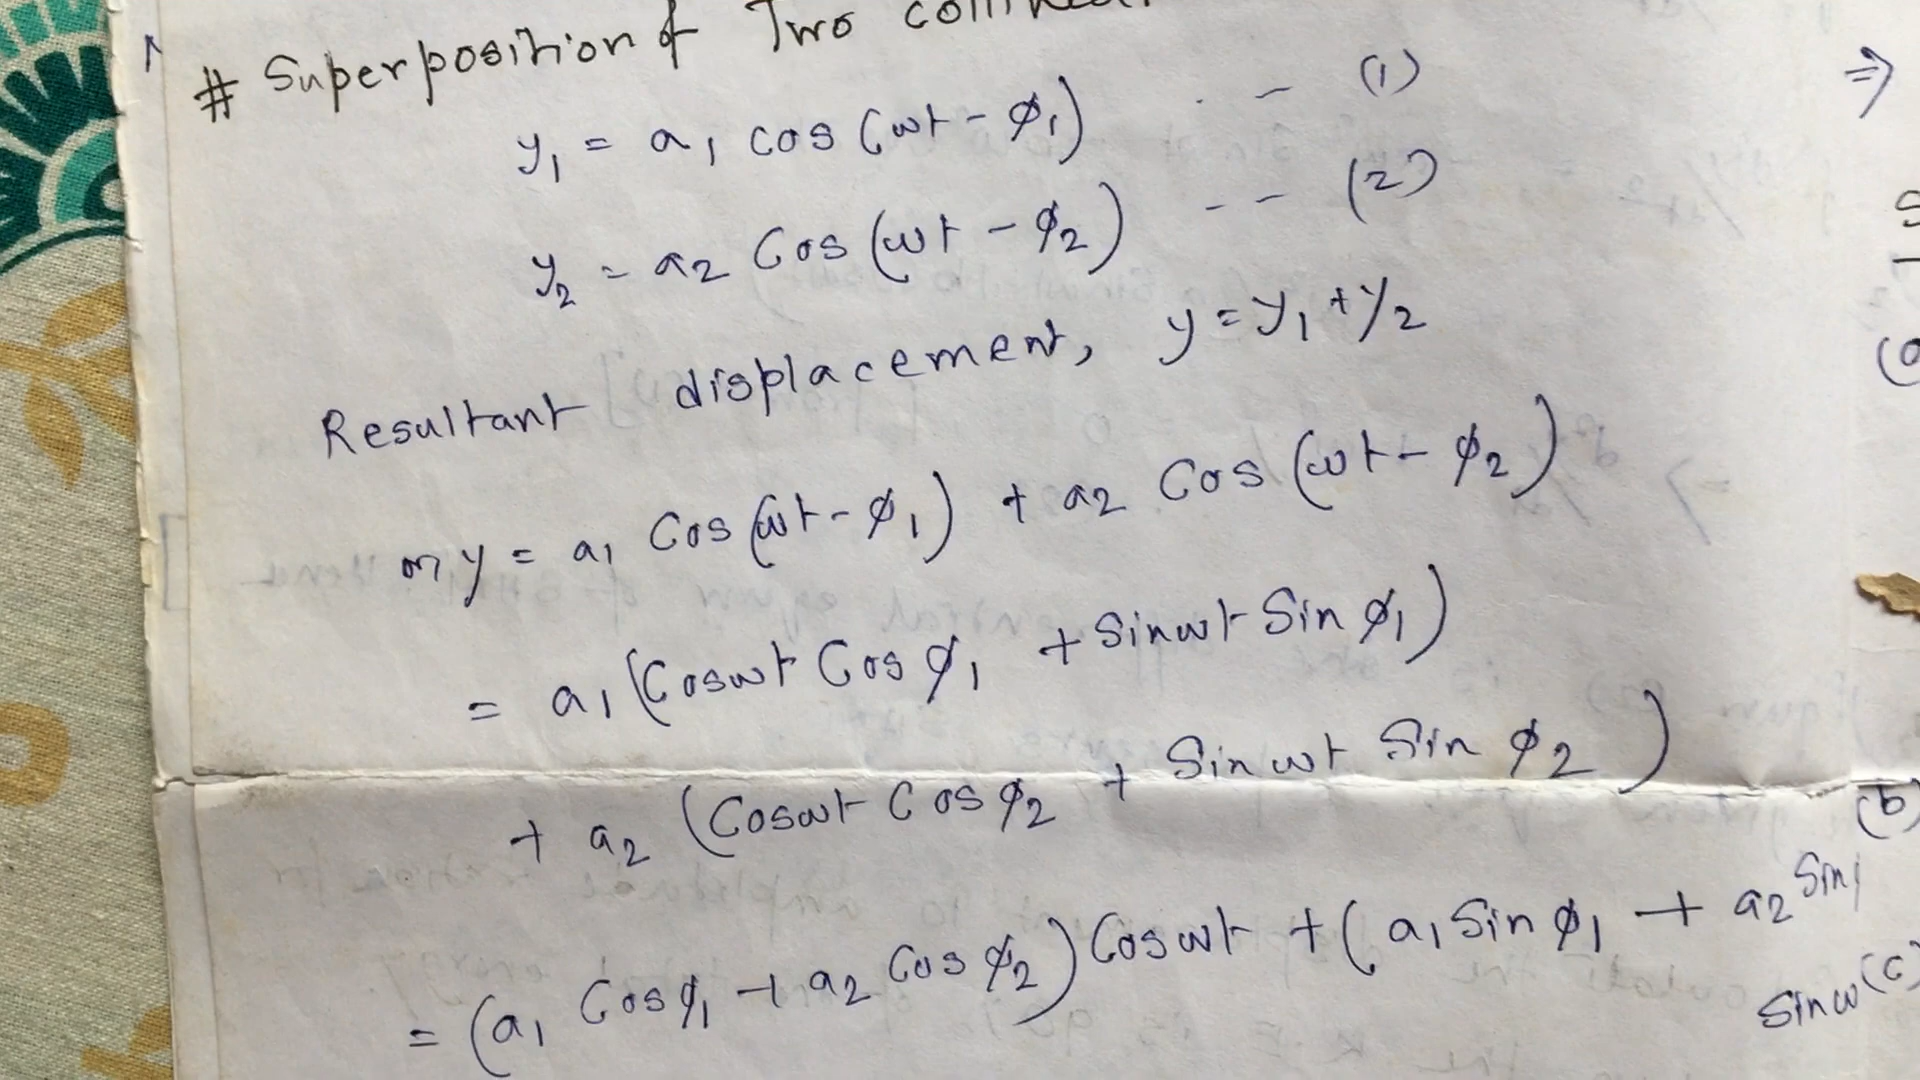 # Superposition of Two
y₁ = a₁ cos (ωt - φ₁) - - (1)
y₂ = a₂ Cos (ωt - φ₂) - - (2)
Resultant displacement, y = y₁ + y₂
or y = a₁ Cos (ωt - φ₁) + a₂ Cos (ωt - φ₂)
= a₁ (Cosωt Cos φ₁ + Sinωt Sin φ₁)
+ a₂ (Cosωt Cos φ₂ + Sinωt Sin φ₂)
= (a₁ Cosφ₁ + a₂ Cos φ₂) Cosωt + (a₁ Sin φ₁ + a₂ Sin
Sinω
⇒
(b)
(c)